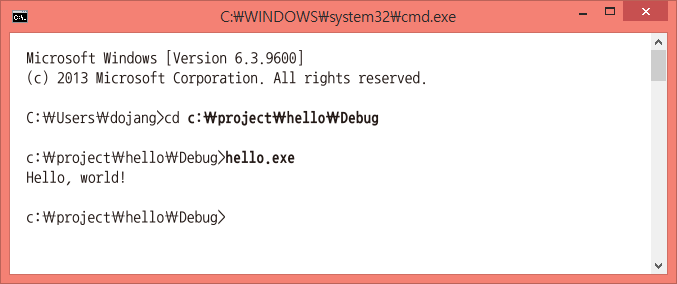 C:₩WINDOWS₩system32₩cmd.exe
Microsoft Windows [Version 6.3.9600]
(c) 2013 Microsoft Corporation. All rights reserved.
C:₩Users₩dojang>cd c:₩project₩hello₩Debug
c:₩project₩hello₩Debug>hello.exe
Hello, world!
c:₩project₩hello₩Debug>